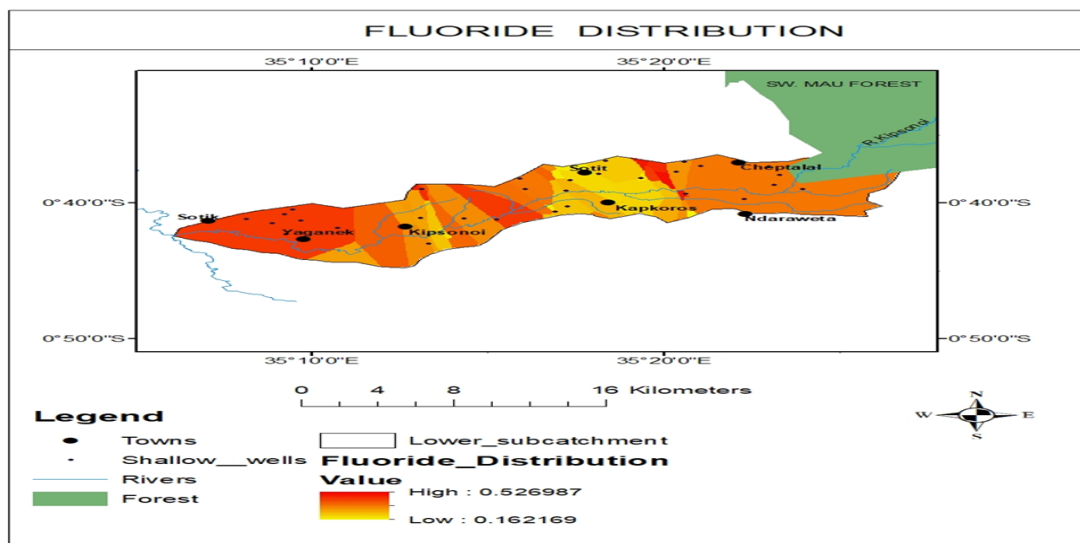 FLUORIDE DISTRIBUTION
35°10'0"E 35°20'0"E
SW. MAU FOREST
R.Kipsonoi
Sotit
Cheptalal
0°40'0"S 0°40'0"S
Kapkoros
Sotik
Ndaraweta
Yaganek
Kipsonoi
0°50'0"S 0°50'0"S
35°10'0"E 35°20'0"E
0 4 8 16 Kilometers
Legend
Towns
Shallow__wells
Rivers
Forest
Lower_subcatchment
Fluoride_Distribution
Value
High : 0.526987
Low : 0.162169
N
W E
S